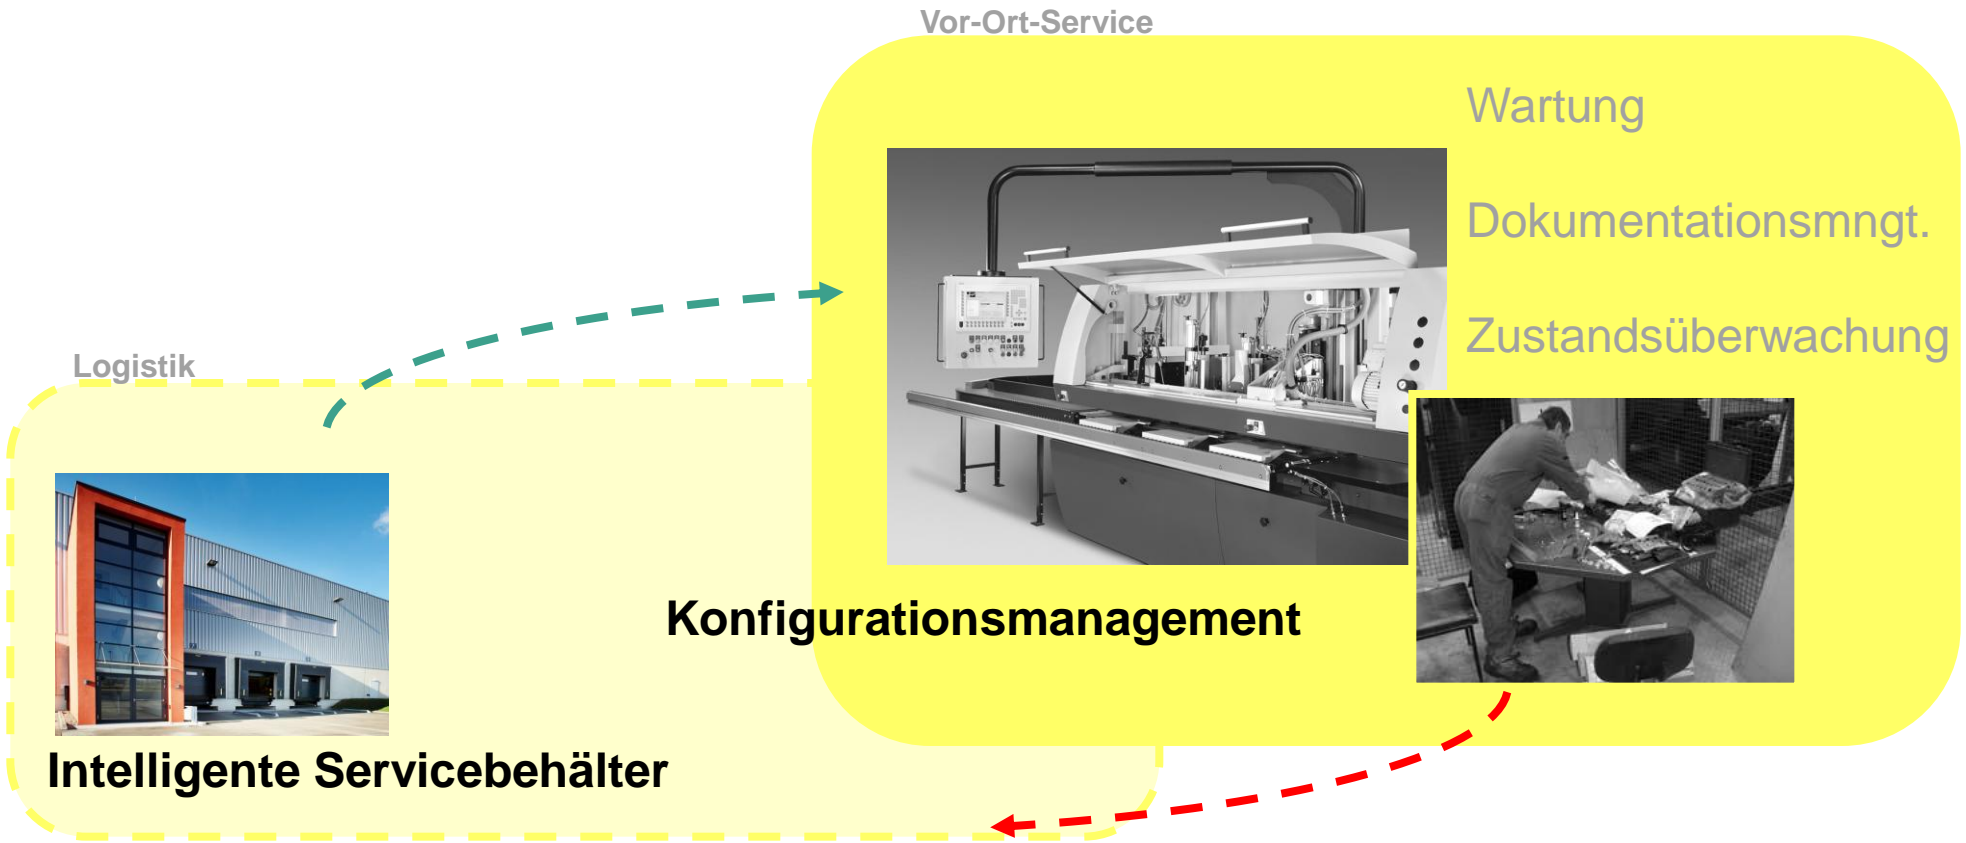 Vor-Ort-Service
Wartung
Dokumentationsmngt.
Zustandsüberwachung
Logistik
Konfigurationsmanagement
Intelligente Servicebehälter